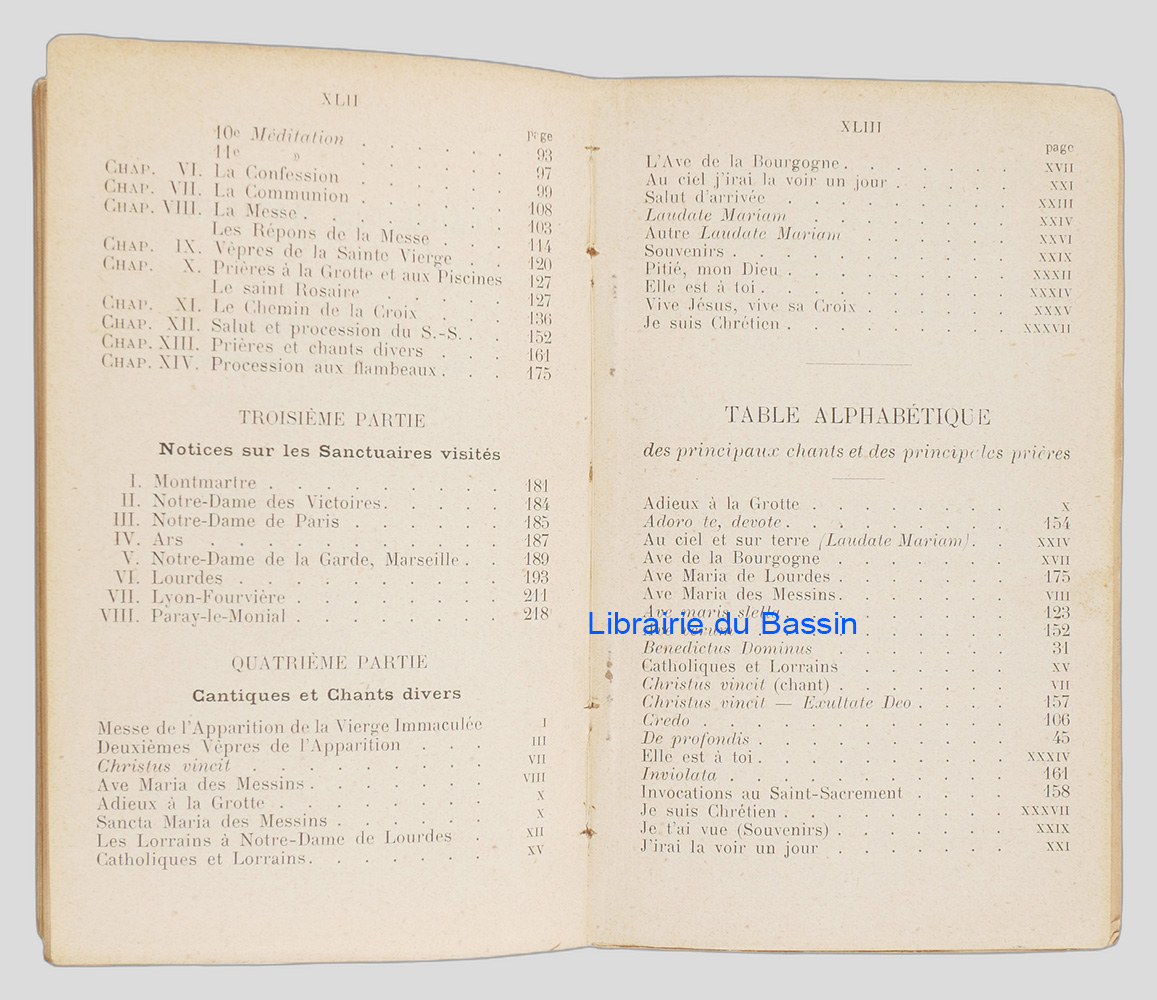 XLII
page
10e Méditation . . . . . . 93
11e » . . . . . . 97
CHAP. VI. La Confession . . . . . 99
CHAP. VII. La Communion . . . . . 108
CHAP. VIII. La Messe . . . . . . 103
Les Répons de la Messe . . . 114
CHAP. IX. Vêpres de la Sainte Vierge . . 120
CHAP. X. Prières à la Grotte et aux Piscines 127
Le saint Rosaire . . . . . 127
CHAP. XI. Le Chemin de la Croix . . . 136
CHAP. XII. Salut et procession du S.-S. . . 152
CHAP. XIII. Prières et chants divers . . . 161
CHAP. XIV. Procession aux flambeaux . . . 175
TROISIÈME PARTIE
Notices sur les Sanctuaires visités
I. Montmartre . . . . . . . . 181
II. Notre-Dame des Victoires. . . . . 184
III. Notre-Dame de Paris . . . . . 185
IV. Ars . . . . . . . . . . 187
V. Notre-Dame de la Garde, Marseille . . 189
VI. Lourdes . . . . . . . . . 193
VII. Lyon-Fourvière . . . . . . . 211
VIII. Paray-le-Monial . . . . . . . 218
QUATRIÈME PARTIE
Cantiques et Chants divers
Messe de l'Apparition de la Vierge Immaculée I
Deuxièmes Vêpres de l'Apparition . . . III
Christus vincit . . . . . . . . VII
Ave Maria des Messins . . . . . . . VIII
Adieux à la Grotte . . . . . . . . X
Sancta Maria des Messins . . . . . . X
Les Lorrains à Notre-Dame de Lourdes . XII
Catholiques et Lorrains. . . . . . . XV
XLIII
page
L'Ave de la Bourgogne . . . . . . . XVII
Au ciel j'irai la voir un jour . . . . . XXI
Salut d'arrivée . . . . . . . . . XXIII
Laudate Mariam . . . . . . . . XXIV
Autre Laudate Mariam . . . . . . XXVI
Souvenirs . . . . . . . . . . . XXIX
Pitié, mon Dieu . . . . . . . . . XXXII
Elle est à toi . . . . . . . . . . XXXIV
Vive Jésus, vive sa Croix . . . . . . XXXV
Je suis Chrétien . . . . . . . . . XXXVII
TABLE ALPHABÉTIQUE
des principaux chants et des principales prières
Adieux à la Grotte . . . . . . . . X
Adoro te, devote . . . . . . . . . 154
Au ciel et sur terre (Laudate Mariam). . XXIV
Ave de la Bourgogne . . . . . . . XVII
Ave Maria de Lourdes . . . . . . . 175
Ave Maria des Messins . . . . . . . VIII
Ave maris stella . . . . . . . . . 123
Ave verum . . . . . . . . . . 152
Librairie du Bassin
Benedictus Dominus . . . . . . . 31
Catholiques et Lorrains . . . . . . XV
Christus vincit (chant) . . . . . . . VII
Christus vincit — Exultate Deo . . . . 157
Credo . . . . . . . . . . . . 106
De profondis . . . . . . . . . . 45
Elle est à toi . . . . . . . . . . XXXIV
Inviolata . . . . . . . . . . . 161
Invocations au Saint-Sacrement . . . . 158
Je suis Chrétien . . . . . . . . . XXXVII
Je t'ai vue (Souvenirs) . . . . . . . XXIX
J'irai la voir un jour . . . . . . . XXI